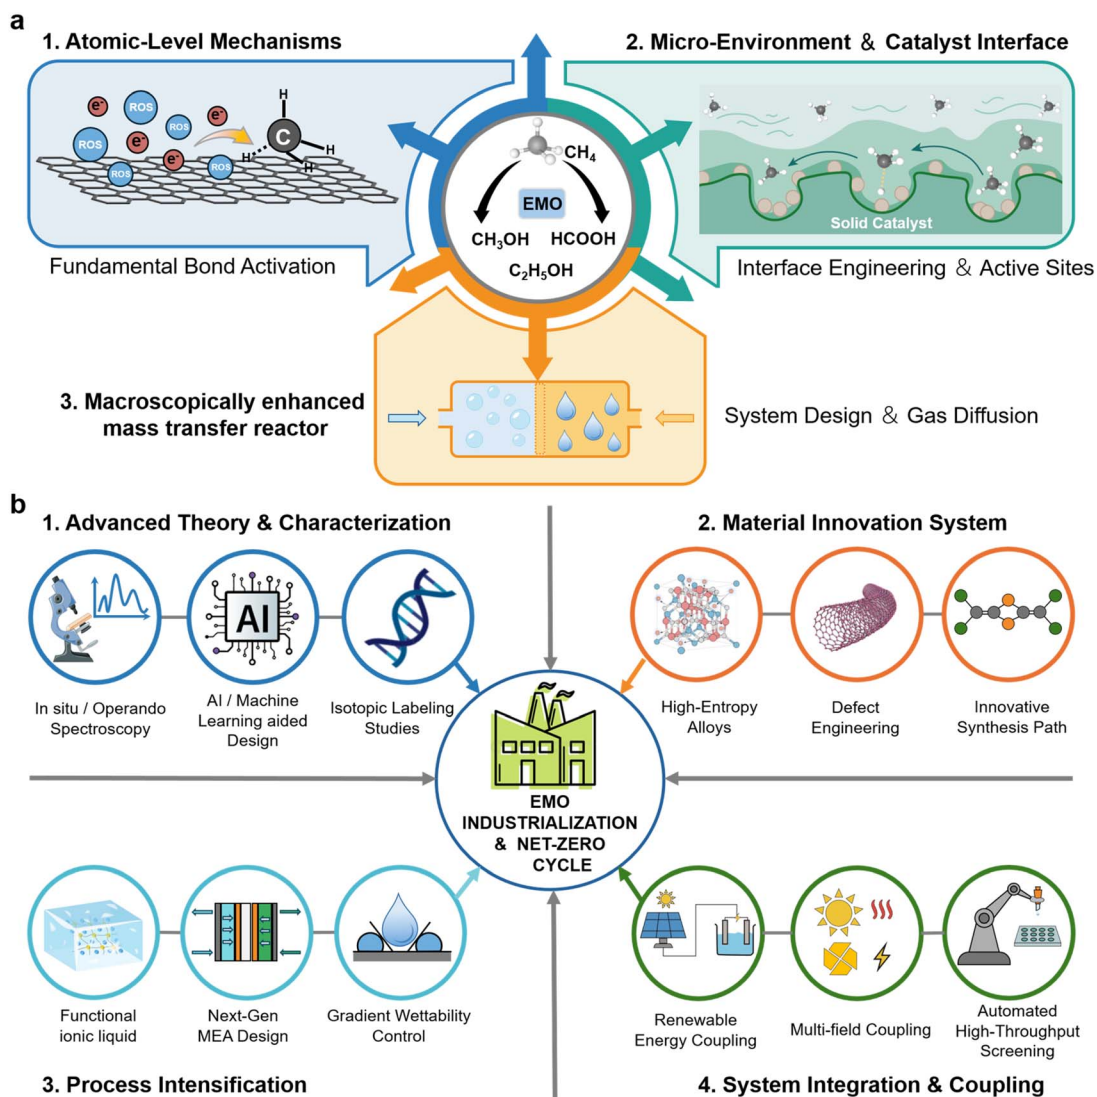 a
1. Atomic-Level Mechanisms
2. Micro-Environment & Catalyst Interface
e-
ROS
e-
ROS
ROS
e-
e-
ROS
ROS
H
C
H
H
H
CH₄
EMO
CH₃OH
HCOOH
C₂H₅OH
Solid Catalyst
Fundamental Bond Activation
Interface Engineering & Active Sites
3. Macroscopically enhanced
mass transfer reactor
System Design & Gas Diffusion
b
1. Advanced Theory & Characterization
2. Material Innovation System
AI
In situ / Operando
Spectroscopy
AI / Machine
Learning aided
Design
Isotopic Labeling
Studies
High-Entropy
Alloys
Defect
Engineering
Innovative
Synthesis Path
EMO
INDUSTRIALIZATION
& NET-ZERO
CYCLE
Functional
ionic liquid
Next-Gen
MEA Design
Gradient Wettability
Control
Renewable
Energy Coupling
Multi-field Coupling
Automated
High-Throughput
Screening
3. Process Intensification
4. System Integration & Coupling